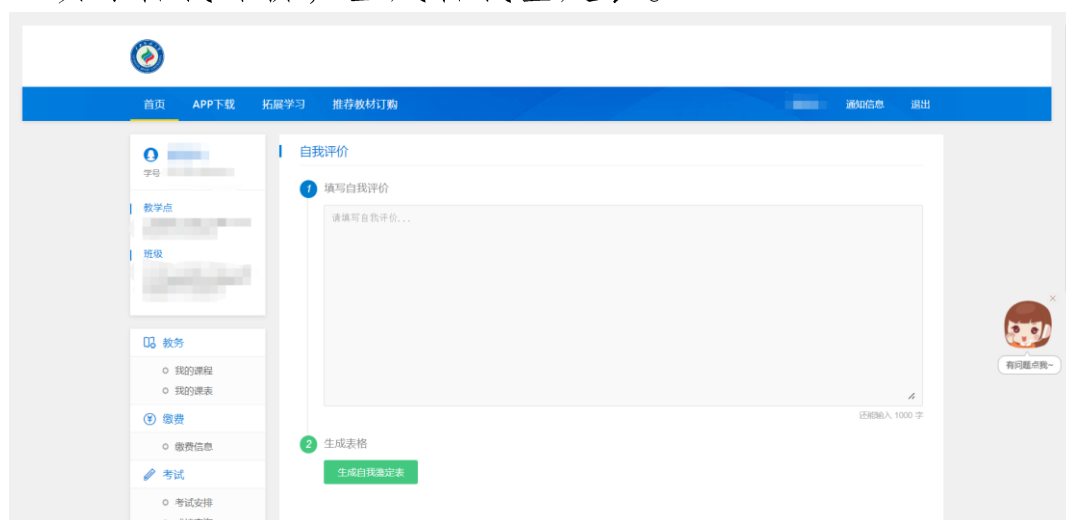 首页 APP下载 拓展学习 推荐教材订购 通知信息 退出
学号
教学点
班级
教务
我的课程
我的课表
缴费
缴费信息
考试
考试安排
自我评价
1 填写自我评价
请填写自我评价...
还能输入 1000 字
2 生成表格
生成自我鉴定表
有问题点我~